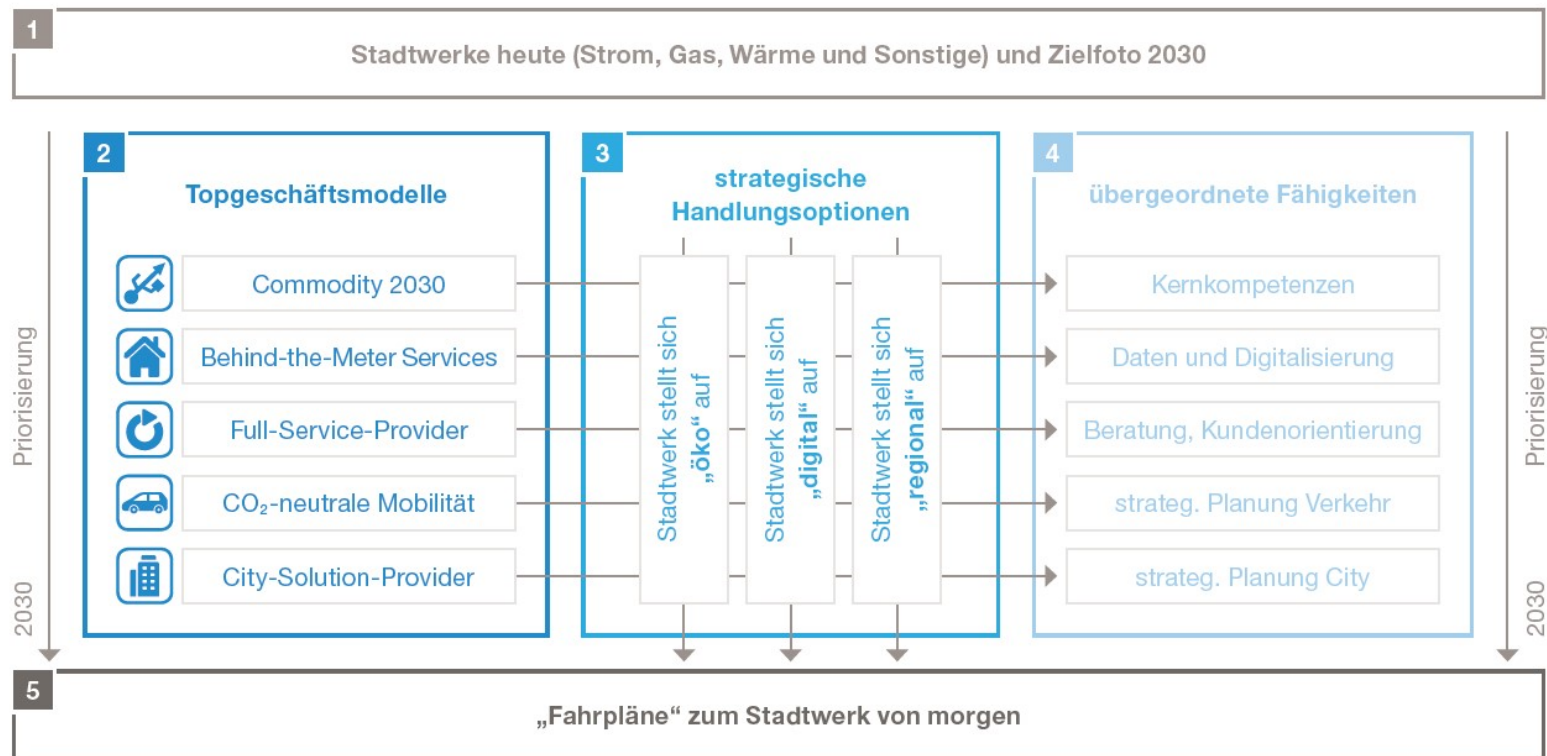 1
Stadtwerke heute (Strom, Gas, Wärme und Sonstige) und Zielfoto 2030
Priorisierung
2030
2
Topgeschäftsmodelle
Commodity 2030
Behind-the-Meter Services
Full-Service-Provider
CO₂-neutrale Mobilität
City-Solution-Provider
3
strategische
Handlungsoptionen
Stadtwerk stellt sich
„öko“ auf
Stadtwerk stellt sich
„digital“ auf
Stadtwerk stellt sich
„regional“ auf
4
übergeordnete Fähigkeiten
Kernkompetenzen
Daten und Digitalisierung
Beratung, Kundenorientierung
strateg. Planung Verkehr
strateg. Planung City
Priorisierung
2030
5
„Fahrpläne“ zum Stadtwerk von morgen